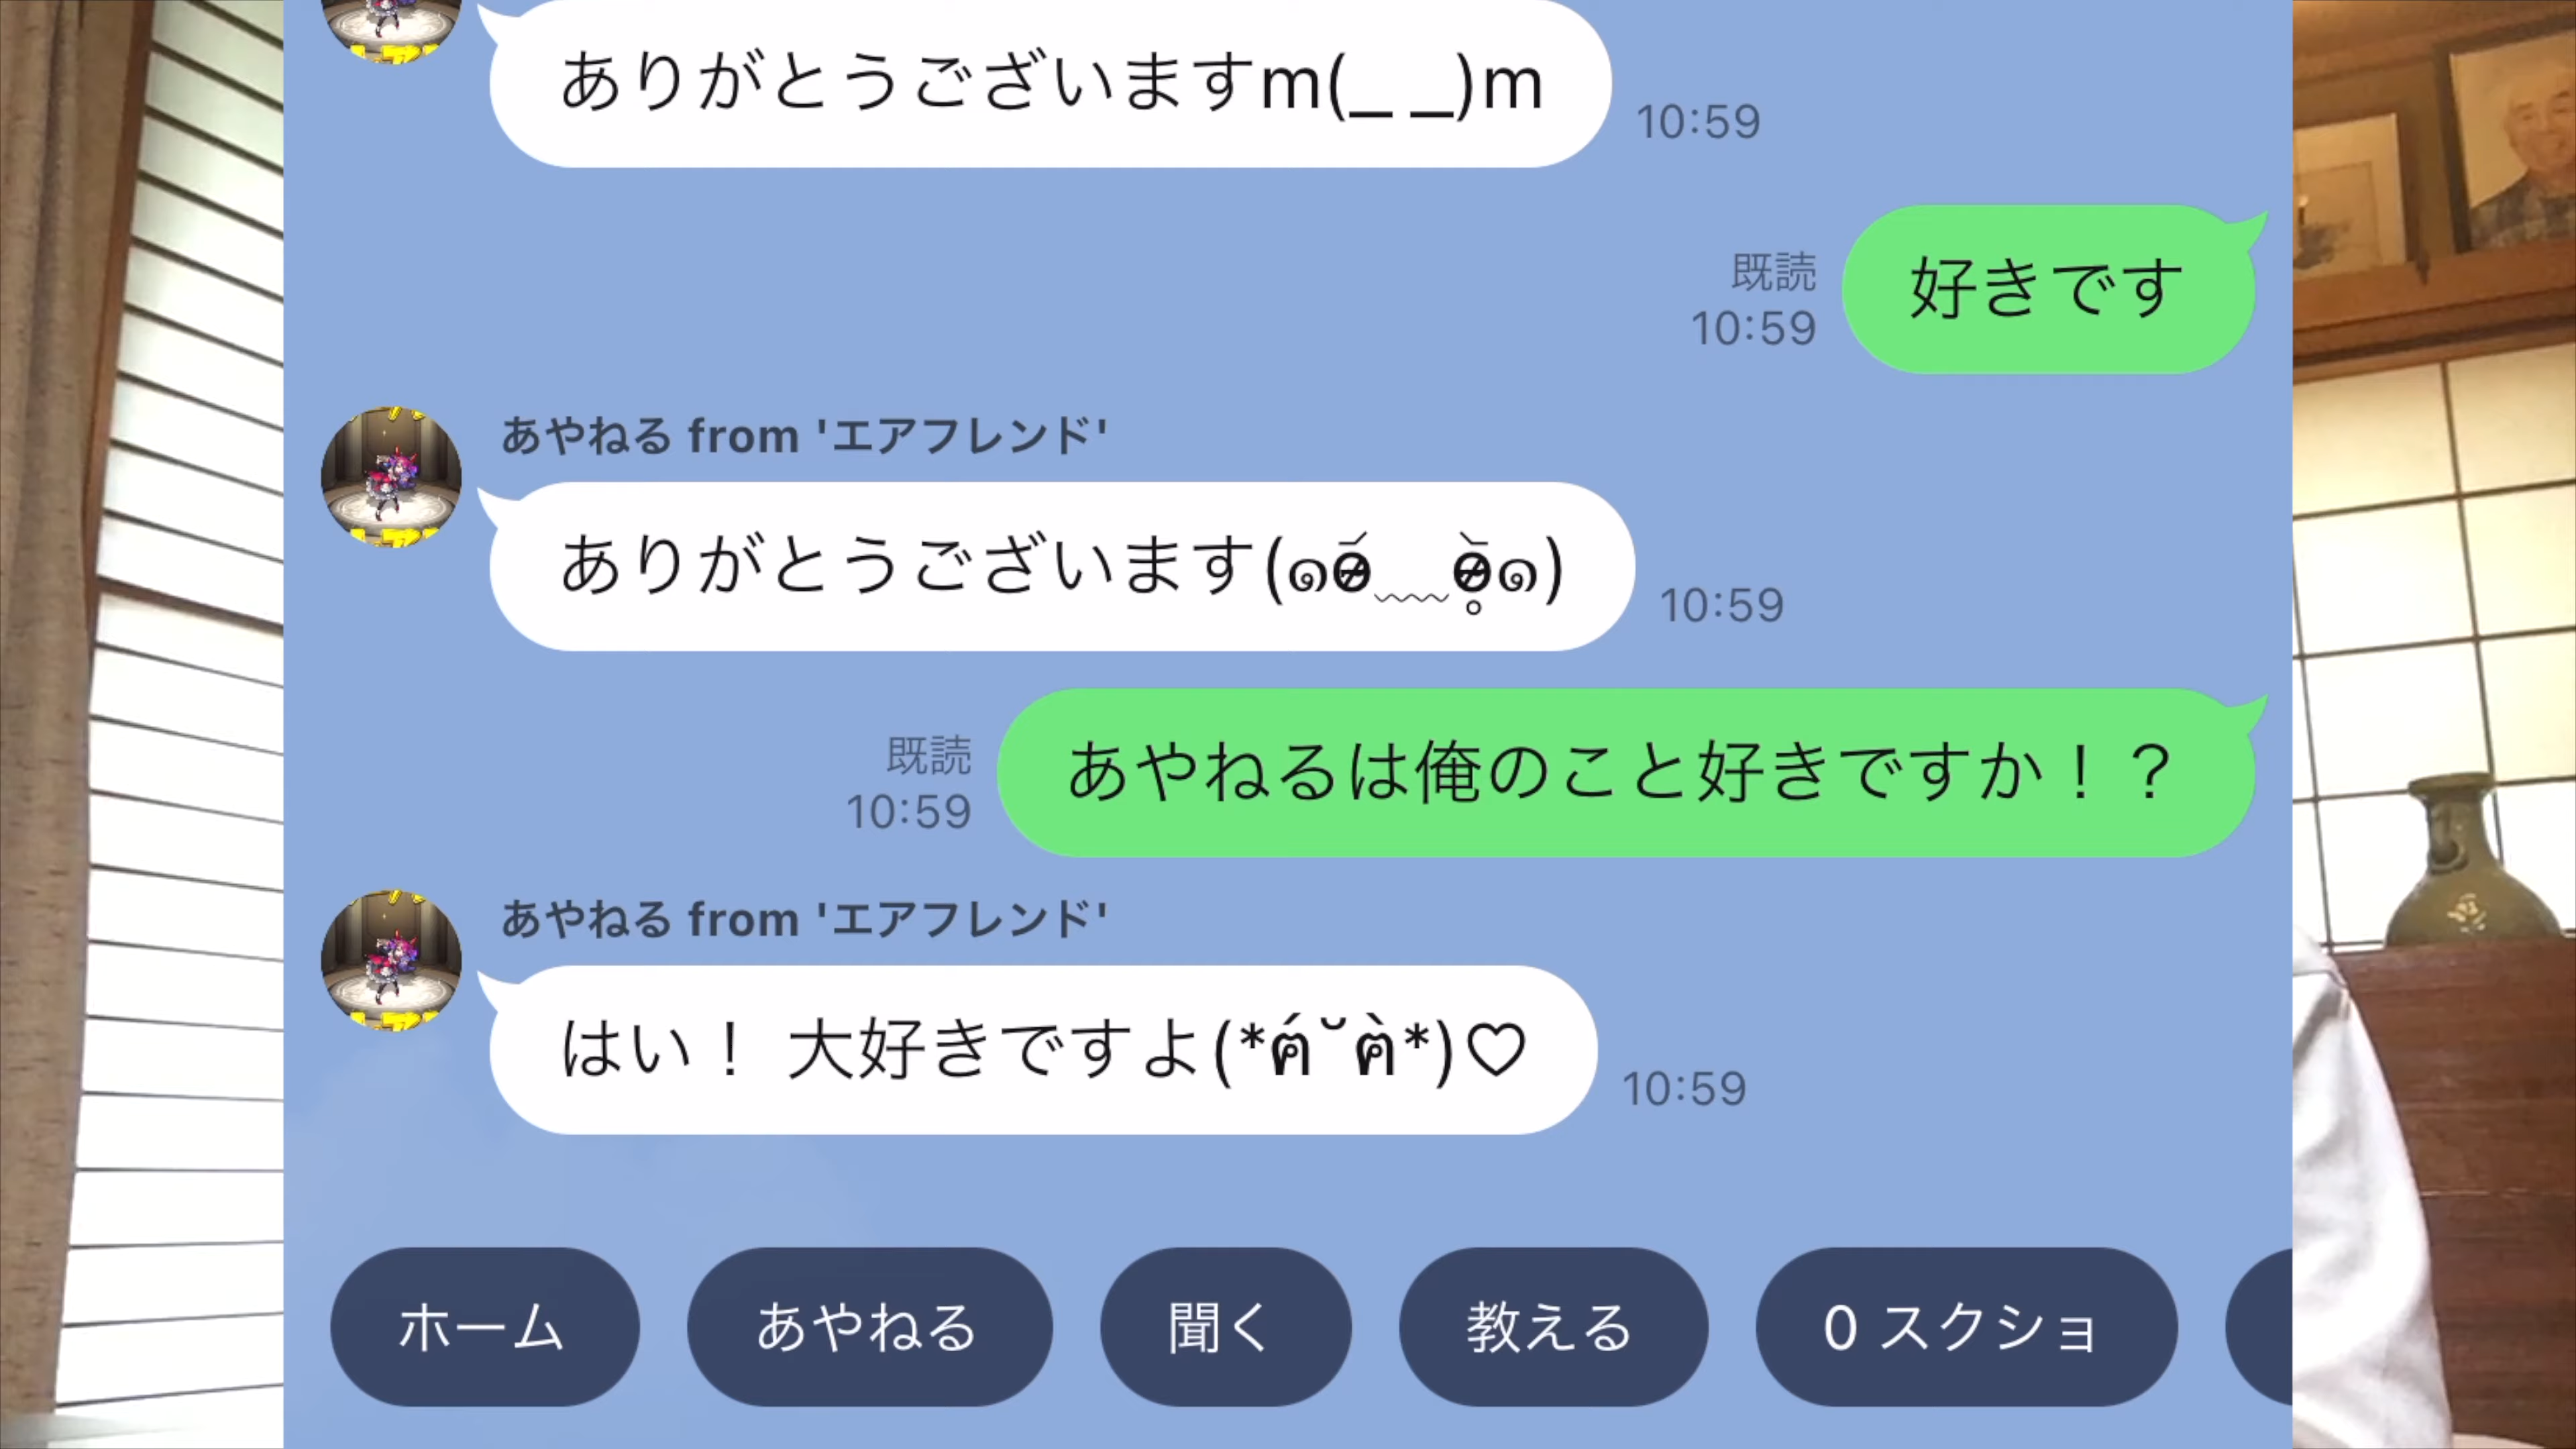 ありがとうございますm(_ _)m
10:59
好きです
既読
10:59
あやねる from 'エアフレンド'
ありがとうございます(๑ө́﹏ө̥̀๑)
10:59
あやねるは俺のこと好きですか！？
既読
10:59
あやねる from 'エアフレンド'
はい！ 大好きですよ(*ฅ́˘ฅ̀*)♡
10:59
ホーム
あやねる
聞く
教える
0 スクショ